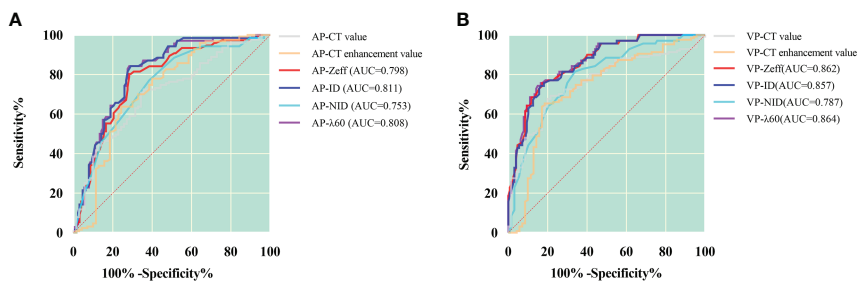 A
100
80
60
40
20
0
Sensitivity%
0 20 40 60 80 100
100% -Specificity%
AP-CT value
AP-CT enhancement value
AP-Zeff (AUC=0.798)
AP-ID (AUC=0.811)
AP-NID (AUC=0.753)
AP-λ60 (AUC=0.808)
B
100
80
60
40
20
0
Sensitivity%
0 20 40 60 80 100
100% -Specificity%
VP-CT value
VP-CT enhancement value
VP-Zeff(AUC=0.862)
VP-ID(AUC=0.857)
VP-NID(AUC=0.787)
VP-λ60(AUC=0.864)